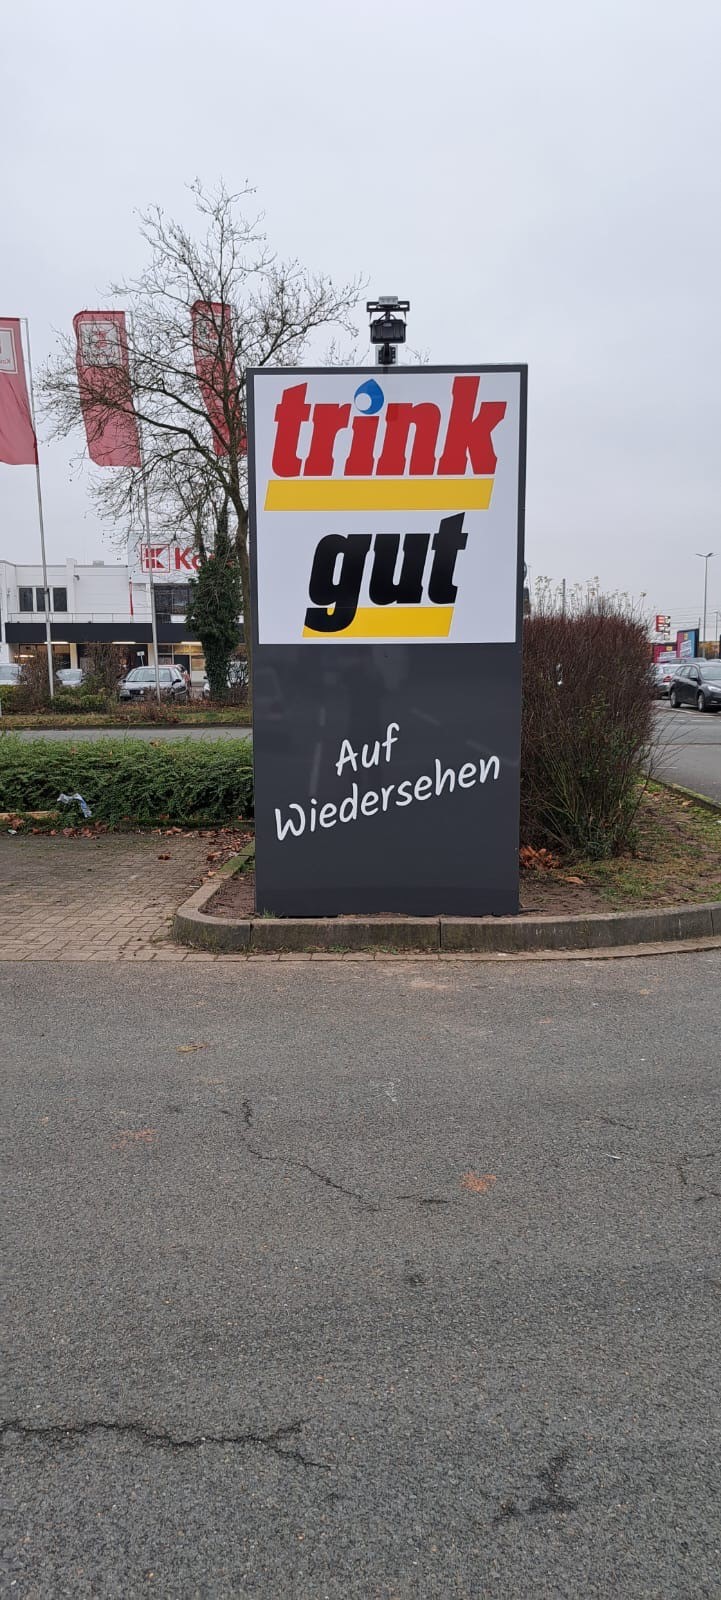 trink
gut
Auf
Wiedersehen